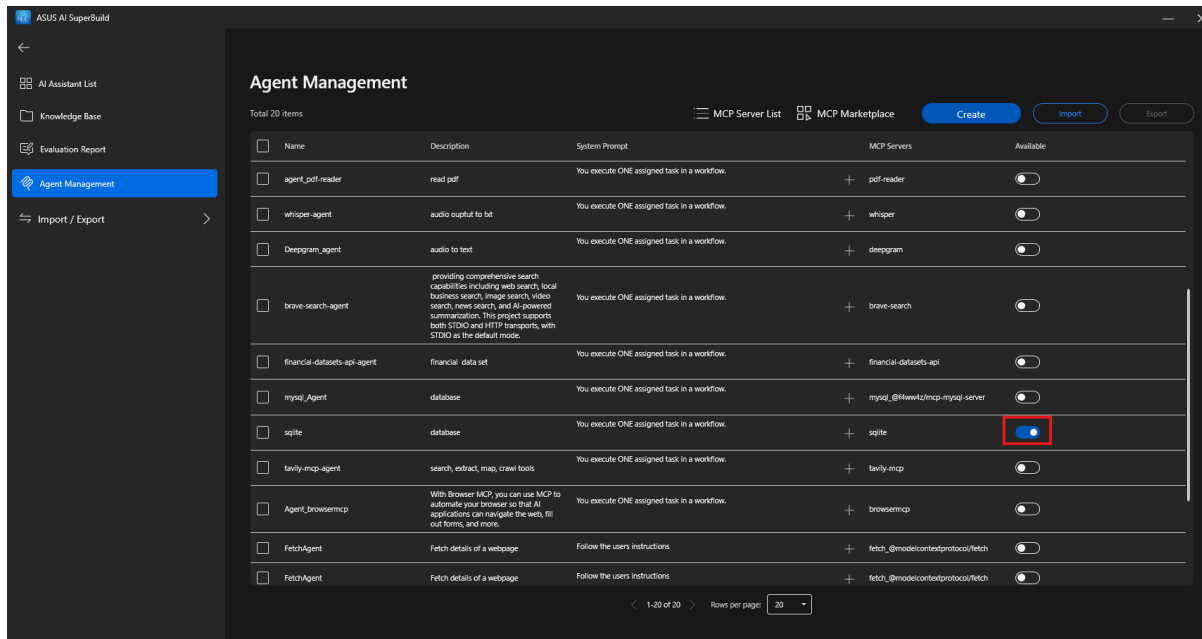 ASUS AI SuperBuild
AI Assistant List
Knowledge Base
Evaluation Report
Agent Management
Import / Export
Agent Management
Total 20 items
MCP Server List
MCP Marketplace
Create
Import
Export
Name Description System Prompt MCP Servers Available
agent_pdf-reader read pdf You execute ONE assigned task in a workflow. pdf-reader
whisper-agent audio ouptut to txt You execute ONE assigned task in a workflow. whisper
Deepgram_agent audio to text You execute ONE assigned task in a workflow. deepgram
brave-search-agent
providing comprehensive search
capabilities including web search, local
business search, image search, video
search, news search, and AI-powered
summarization. This project supports
both STDIO and HTTP transports, with
STDIO as the default mode.
You execute ONE assigned task in a workflow. brave-search
financial-datasets-api-agent financial data set You execute ONE assigned task in a workflow. financial-datasets-api
mysql_Agent database You execute ONE assigned task in a workflow. mysql_@f4ww4z/mcp-mysql-server
sqlite database You execute ONE assigned task in a workflow. sqlite
tavily-mcp-agent search, extract, map, crawl tools You execute ONE assigned task in a workflow. tavily-mcp
Agent_browsermcp
With Browser MCP, you can use MCP to
automate your browser so that AI
applications can navigate the web, fill
out forms, and more.
You execute ONE assigned task in a workflow. browsermcp
FetchAgent Fetch details of a webpage Follow the users instructions fetch_@modelcontextprotocol/fetch
FetchAgent Fetch details of a webpage Follow the users instructions fetch_@modelcontextprotocol/fetch
1-20 of 20 Rows per page: 20